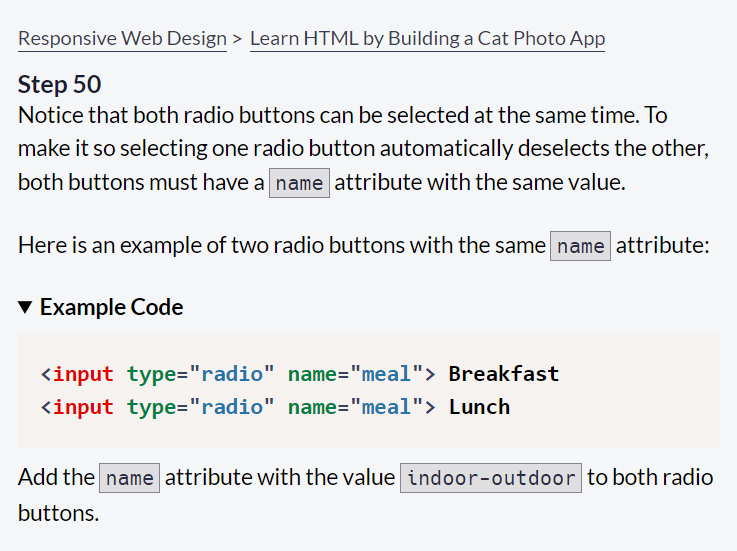 Responsive Web Design > Learn HTML by Building a Cat Photo App
Step 50
Notice that both radio buttons can be selected at the same time. To
make it so selecting one radio button automatically deselects the other,
both buttons must have a name attribute with the same value.
Here is an example of two radio buttons with the same name attribute:
▼ Example Code
<input type="radio" name="meal"> Breakfast
<input type="radio" name="meal"> Lunch
Add the name attribute with the value indoor-outdoor to both radio
buttons.